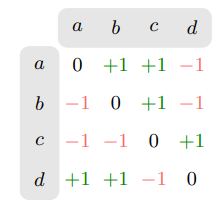 a b c d
a 0 +1 +1 −1
b −1 0 +1 −1
c −1 −1 0 +1
d +1 +1 −1 0